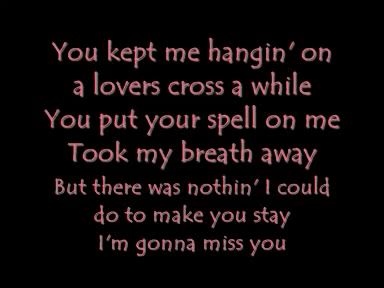 You kept me hangin' on
a lovers cross a while
You put your spell on me
Took my breath away
But there was nothin' I could
do to make you stay
I'm gonna miss you